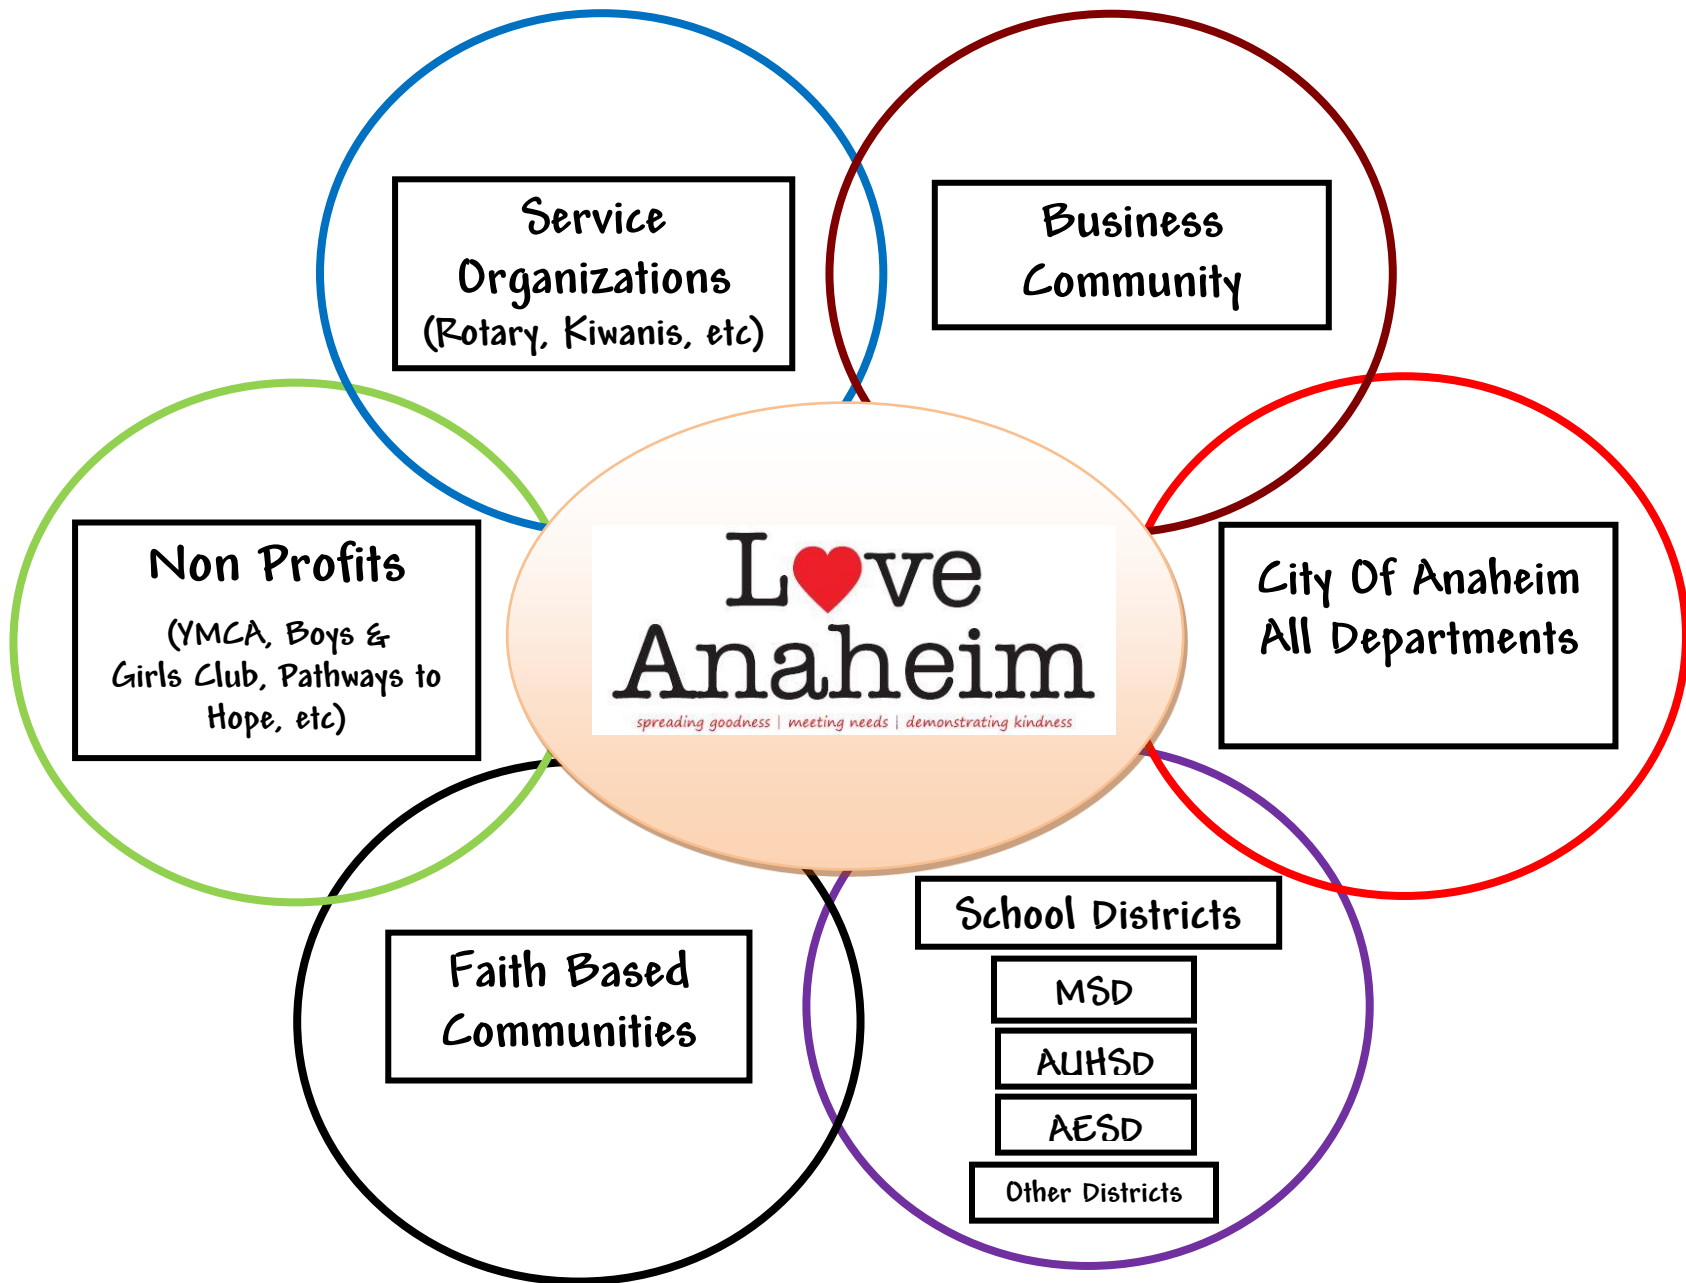 Service
Organizations
(Rotary, Kiwanis, etc)
Business
Community
Non Profits
(YMCA, Boys &
Girls Club, Pathways to
Hope, etc)
L❤ve
Anaheim
spreading goodness | meeting needs | demonstrating kindness
City Of Anaheim
All Departments
Faith Based
Communities
School Districts
MSD
AUHSD
AESD
Other Districts